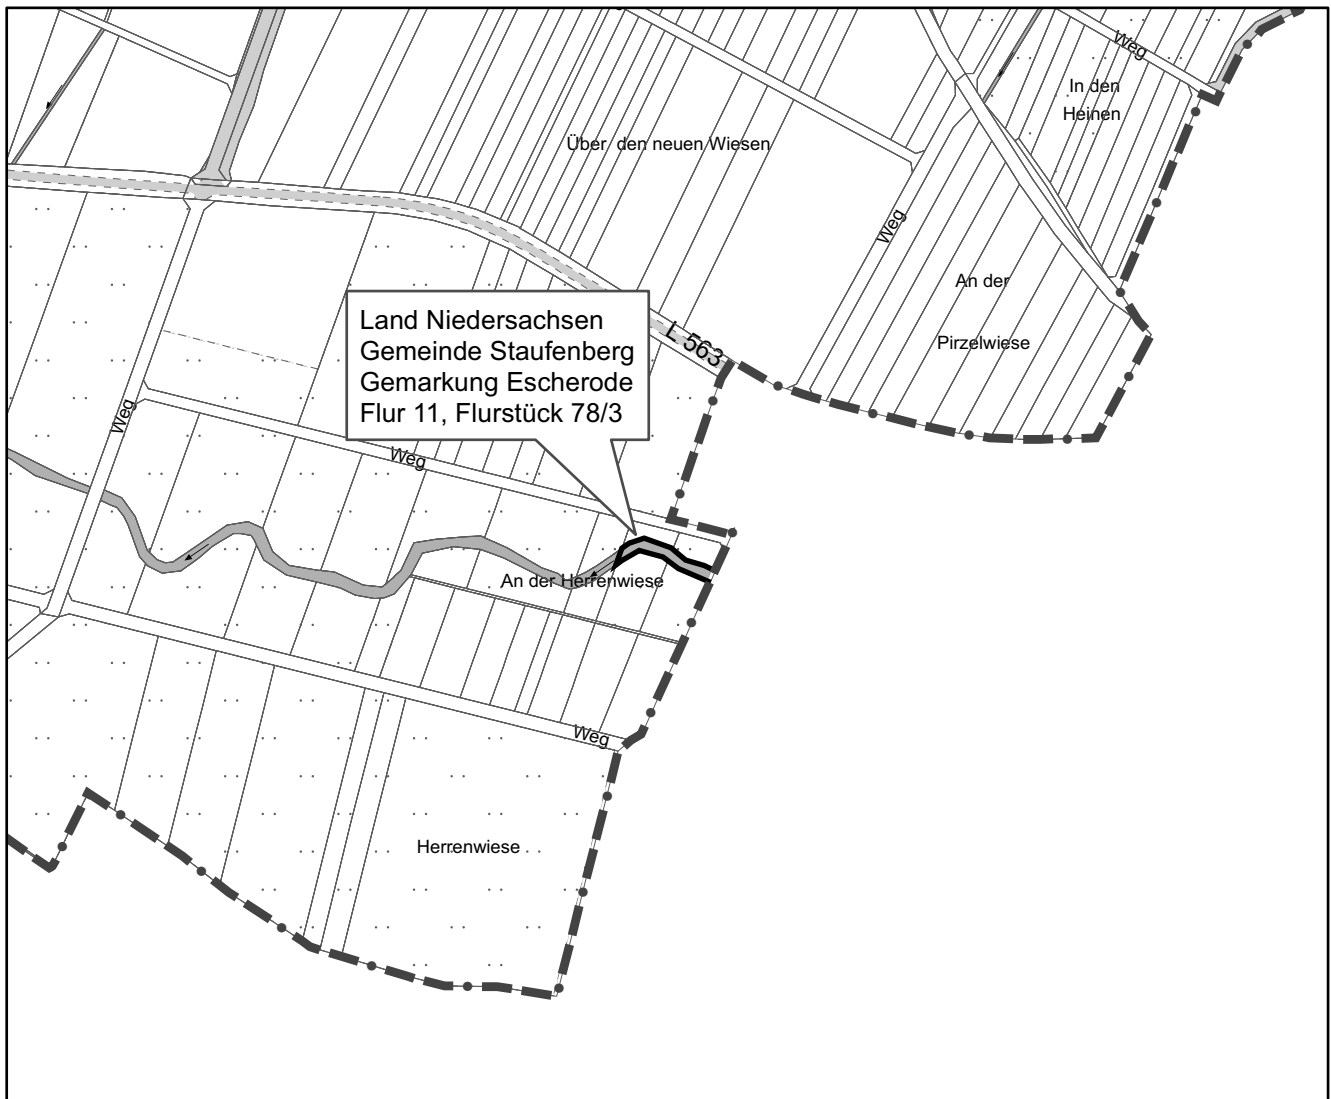 Weg
In den
Heinen
Über den neuen Wiesen
Weg
An der
Pirzelwiese
Land Niedersachsen
Gemeinde Staufenberg
Gemarkung Escherode
Flur 11, Flurstück 78/3
L 563
Weg
Weg
An der Herrenwiese
Weg
Herrenwiese